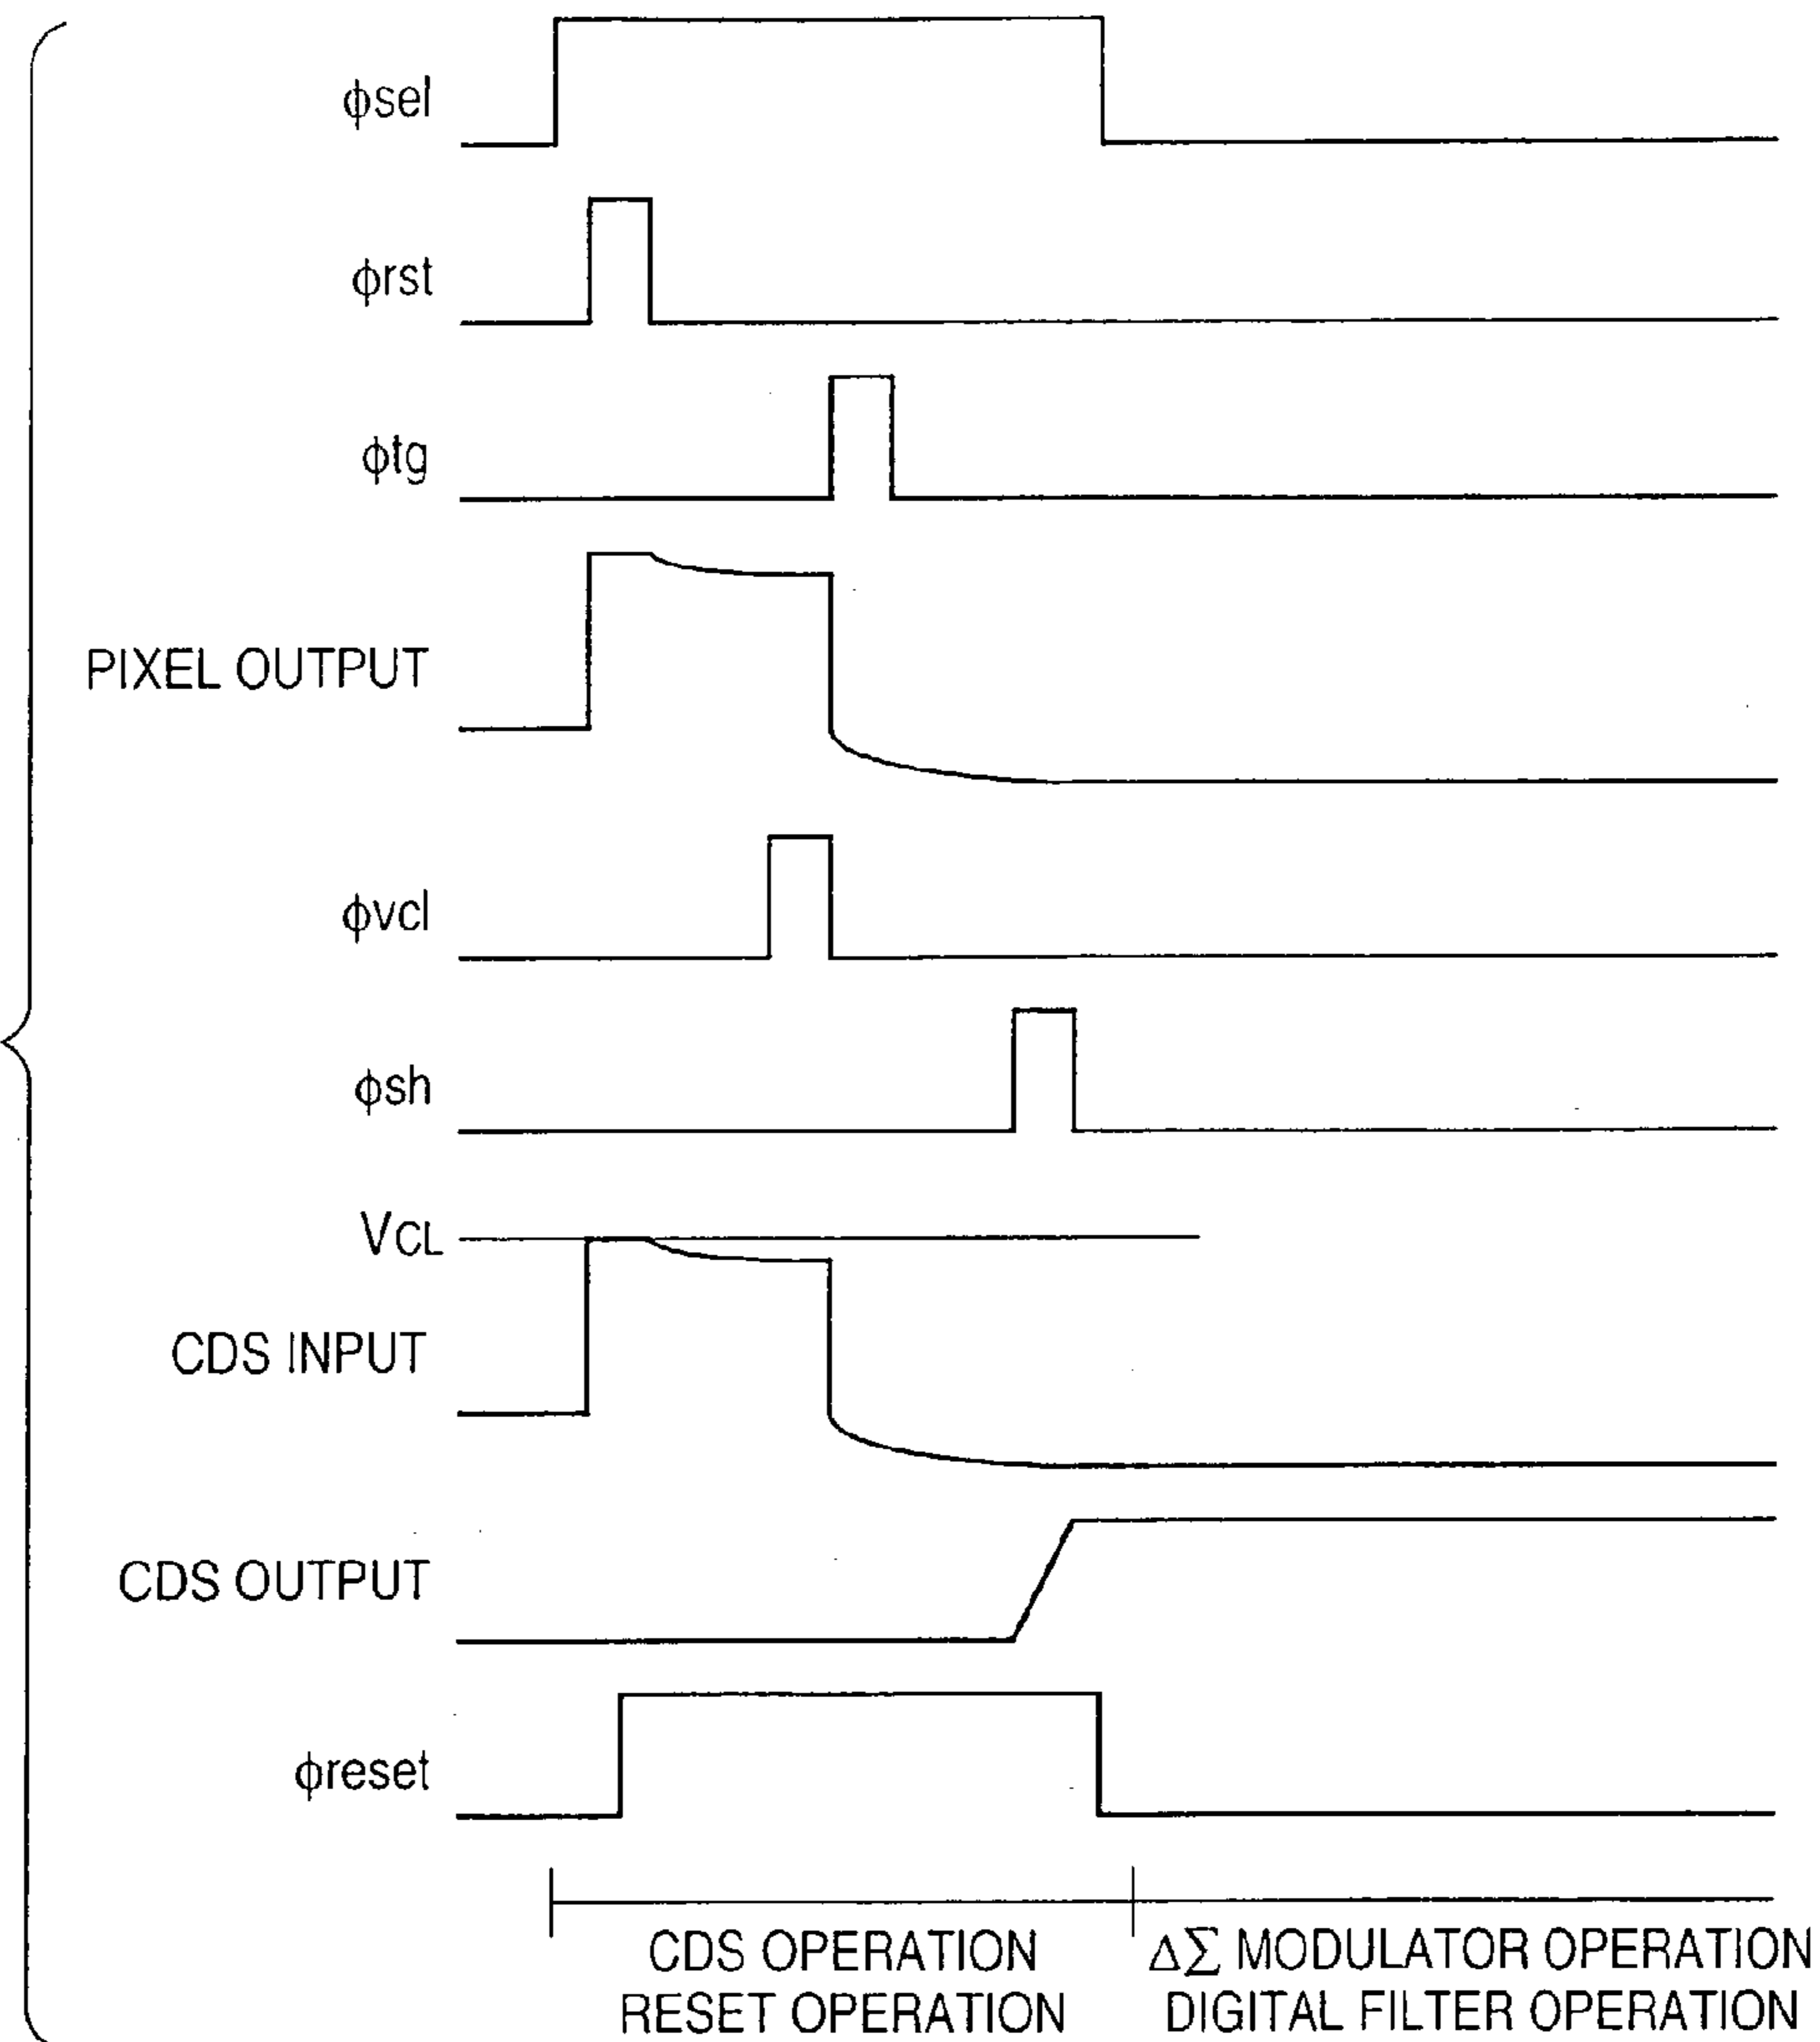 ϕsel
ϕrst
ϕtg
PIXEL OUTPUT
ϕvcl
ϕsh
VCL
CDS INPUT
CDS OUTPUT
ϕreset
CDS OPERATION
RESET OPERATION
ΔΣ MODULATOR OPERATION
DIGITAL FILTER OPERATION